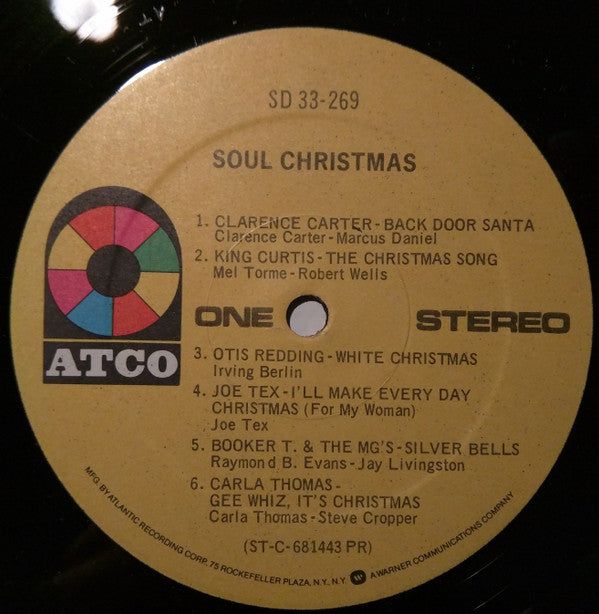 SD 33-269
SOUL CHRISTMAS
1. CLARENCE CARTER-BACK DOOR SANTA
Clarence Carter-Marcus Daniel
2. KING CURTIS-THE CHRISTMAS SONG
Mel Torme-Robert Wells
ONE STEREO
ATCO
3. OTIS REDDING-WHITE CHRISTMAS
Irving Berlin
4. JOE TEX-I'LL MAKE EVERY DAY
CHRISTMAS (For My Woman)
Joe Tex
5. BOOKER T. & THE MG'S-SILVER BELLS
Raymond B. Evans-Jay Livingston
6. CARLA THOMAS-
GEE WHIZ, IT'S CHRISTMAS
Carla Thomas-Steve Cropper
(ST-C-681443 PR)
MFG. BY ATLANTIC RECORDING CORP. 75 ROCKEFELLER PLAZA, N.Y., N.Y. W A WARNER COMMUNICATIONS COMPANY